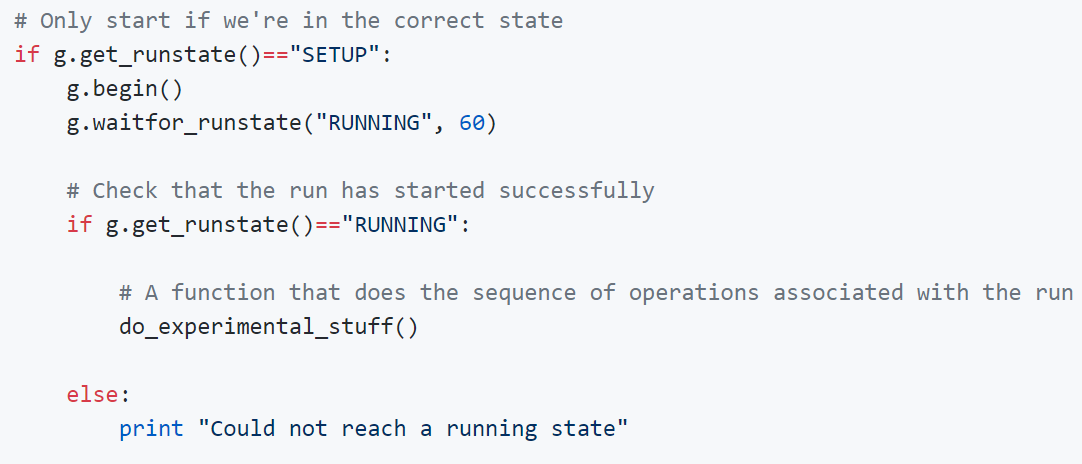 # Only start if we're in the correct state
if g.get_runstate()=="SETUP":
    g.begin()
    g.waitfor_runstate("RUNNING", 60)

    # Check that the run has started successfully
    if g.get_runstate()=="RUNNING":

        # A function that does the sequence of operations associated with the run
        do_experimental_stuff()

    else:
        print "Could not reach a running state"